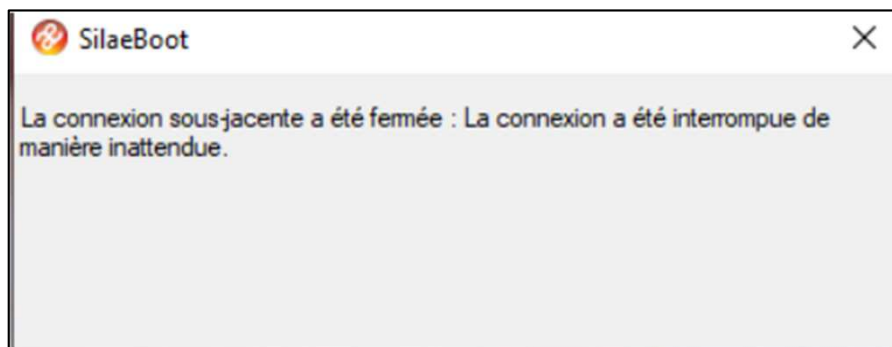 SilaeBoot
La connexion sous-jacente a été fermée : La connexion a été interrompue de
manière inattendue.